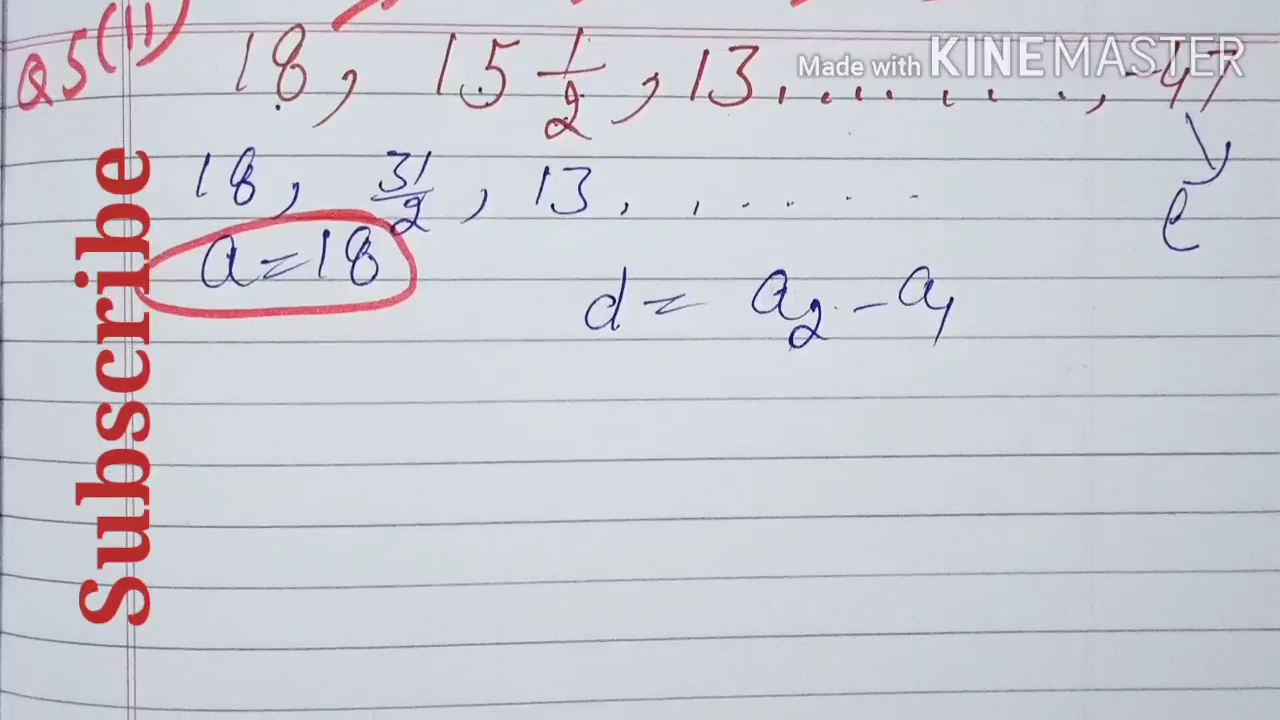 Q5(ii) 18, 15 1/2, 13, ........., -47
Made with KINEMASTER
18, 31/2, 13, . ......
l
a=18
d = a₂ - a₁
Subscribe